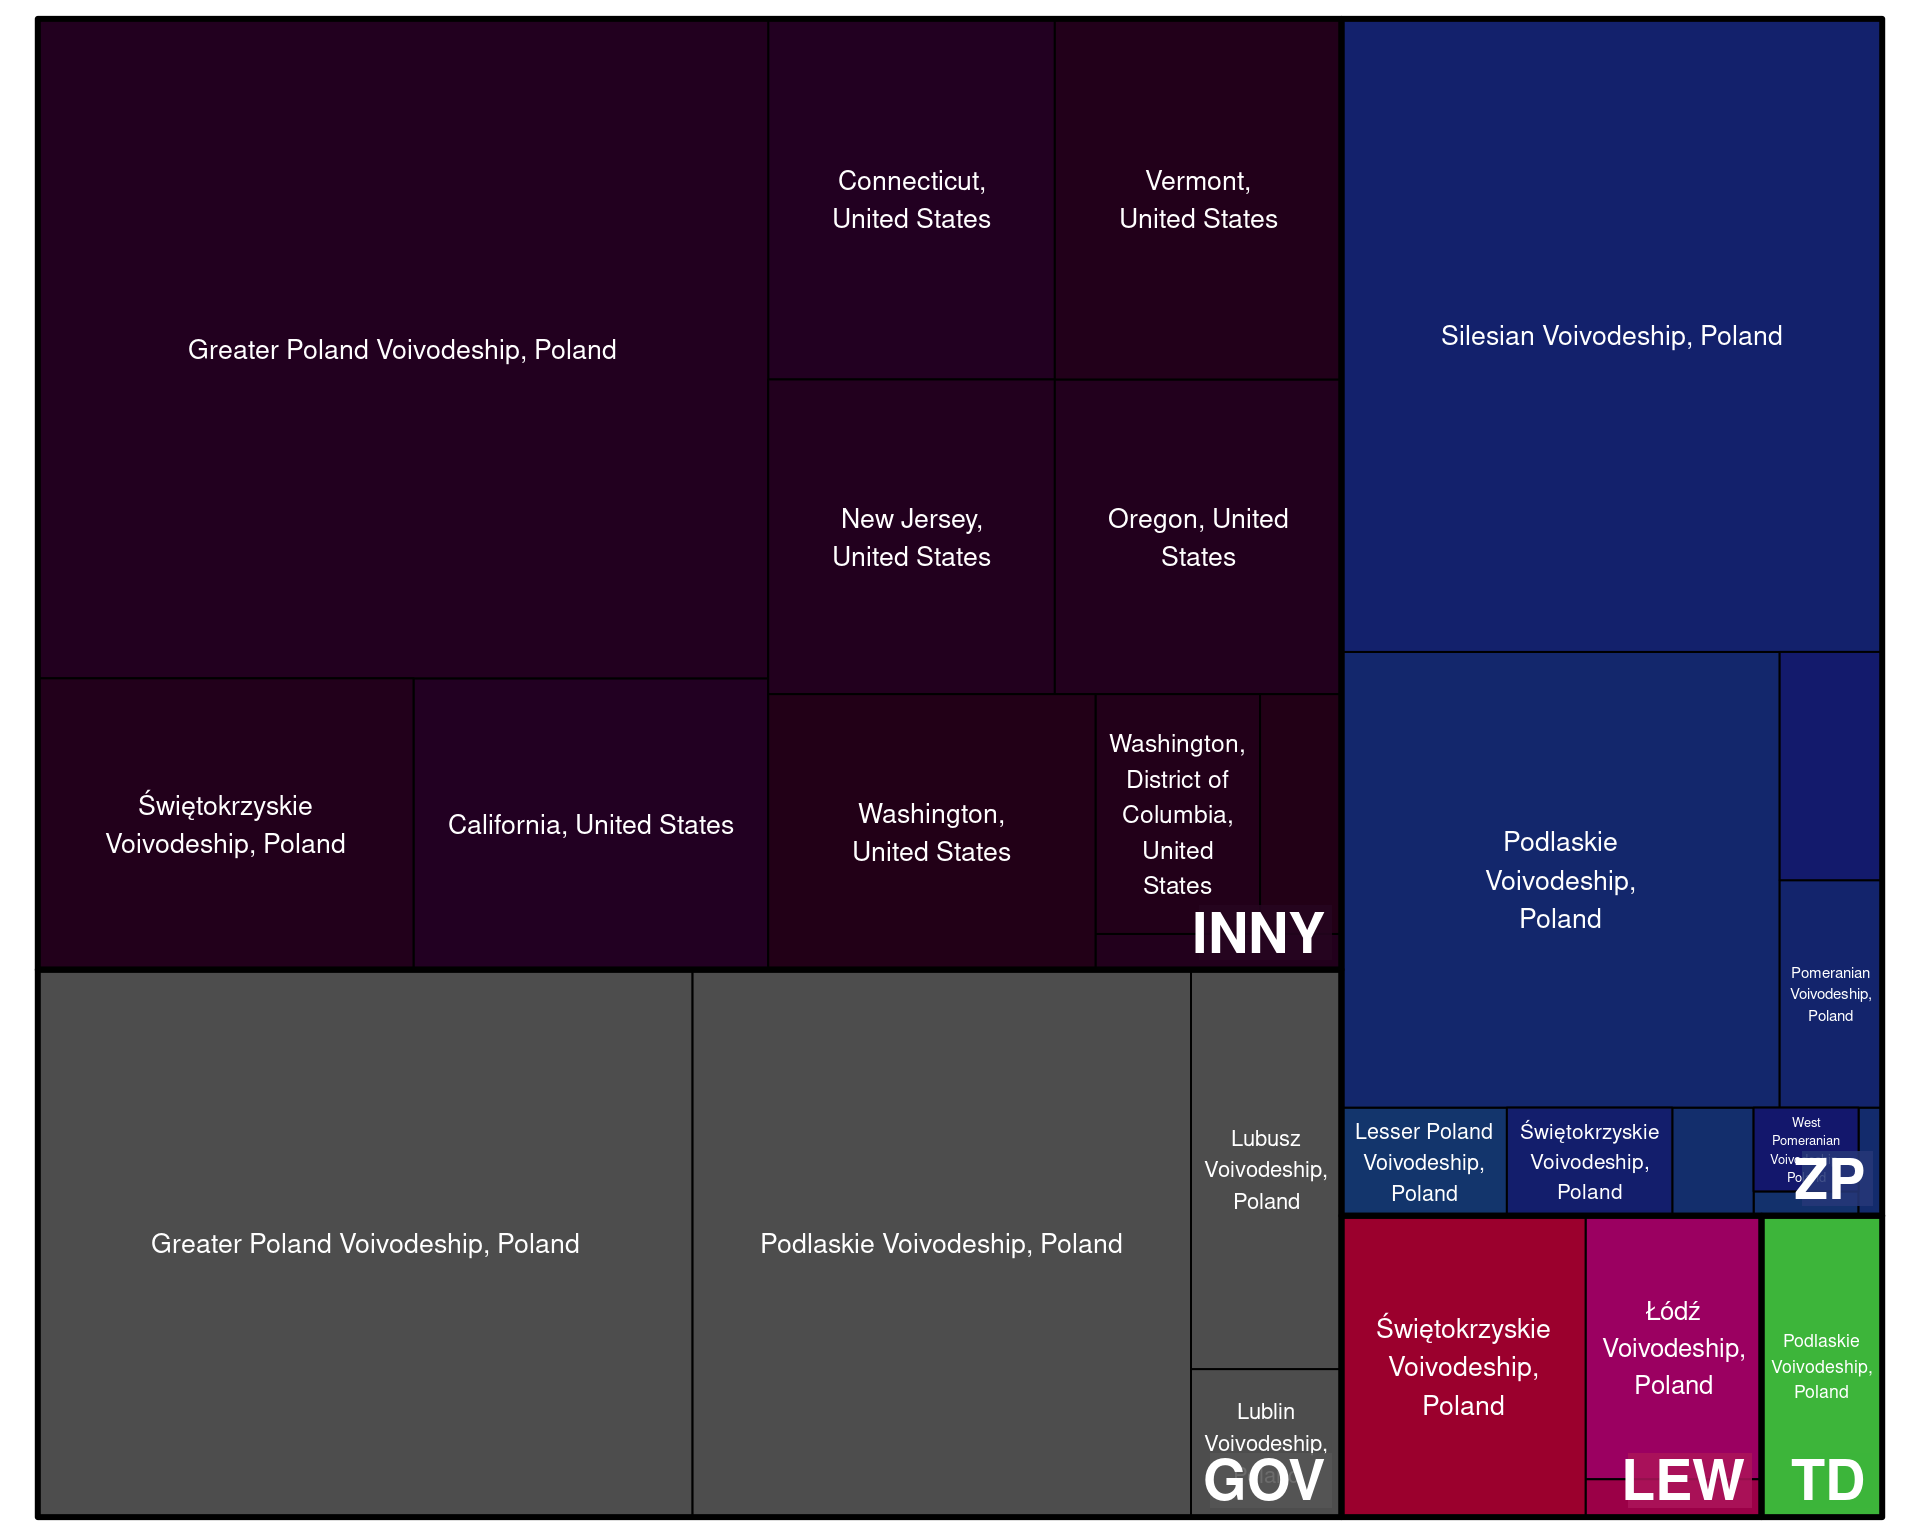 Greater Poland Voivodeship, Poland
Connecticut,
United States
Vermont,
United States
New Jersey,
United States
Oregon, United
States
Świętokrzyskie
Voivodeship, Poland
California, United States
Washington,
United States
Washington,
District of
Columbia,
United
States
INNY
Silesian Voivodeship, Poland
Podlaskie
Voivodeship,
Poland
Pomeranian
Voivodeship,
Poland
Lesser Poland
Voivodeship,
Poland
Świętokrzyskie
Voivodeship,
Poland
West
Pomeranian
ZP
Greater Poland Voivodeship, Poland
Podlaskie Voivodeship, Poland
Lubusz
Voivodeship,
Poland
Lublin
Voivodeship,
GOV
Świętokrzyskie
Voivodeship,
Poland
Łódź
Voivodeship,
Poland
LEW
Podlaskie
Voivodeship,
Poland
TD